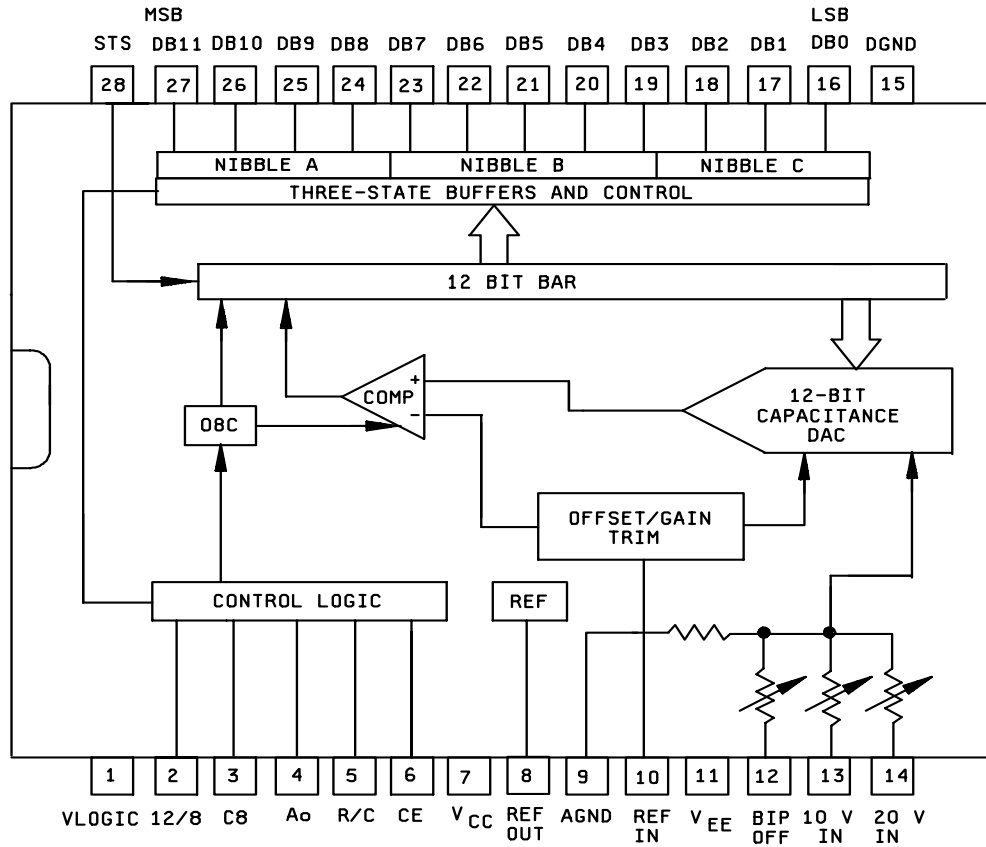 MSB LSB
STS DB11 DB10 DB9 DB8 DB7 DB6 DB5 DB4 DB3 DB2 DB1 DB0 DGND
28 27 26 25 24 23 22 21 20 19 18 17 16 15
NIBBLE A NIBBLE B NIBBLE C
THREE-STATE BUFFERS AND CONTROL
12 BIT BAR
COMP
+
−
12-BIT
CAPACITANCE
DAC
O8C
OFFSET/GAIN
TRIM
CONTROL LOGIC
REF
1 2 3 4 5 6 7 8 9 10 11 12 13 14
VLOGIC 12/8 C8 Ao R/C CE VCC REF AGND REF VEE BIP 10 V 20 V
OUT IN OFF IN IN